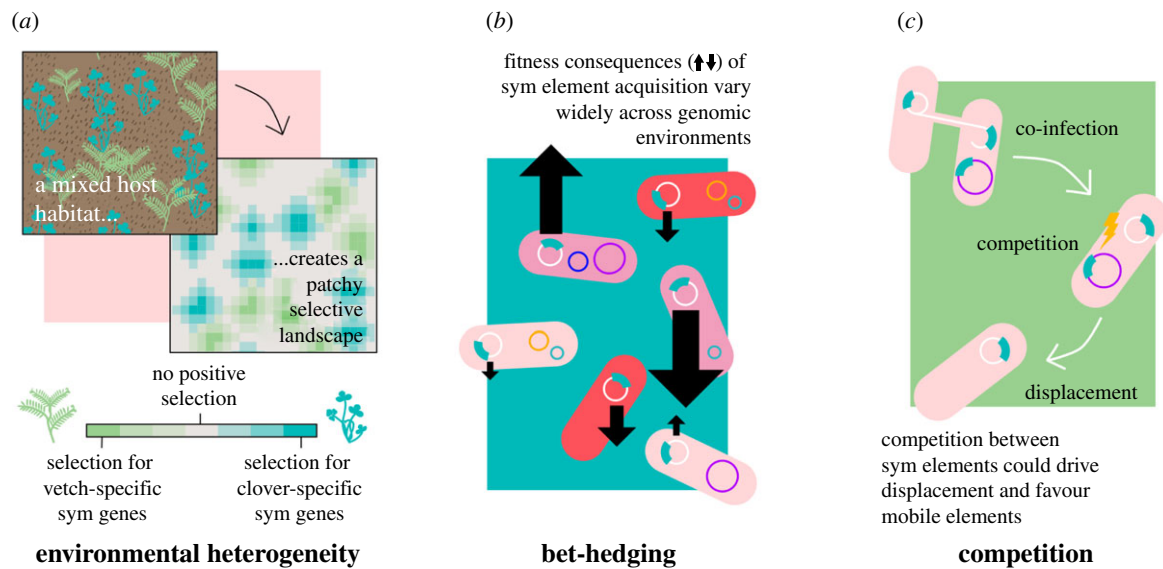 (a)
a mixed host
habitat...
...creates a
patchy
selective
landscape
no positive
selection
selection for
vetch-specific
sym genes
selection for
clover-specific
sym genes
environmental heterogeneity
(b)
fitness consequences (⬆⬇) of
sym element acquisition vary
widely across genomic
environments
bet-hedging
(c)
co-infection
competition
displacement
competition between
sym elements could drive
displacement and favour
mobile elements
competition